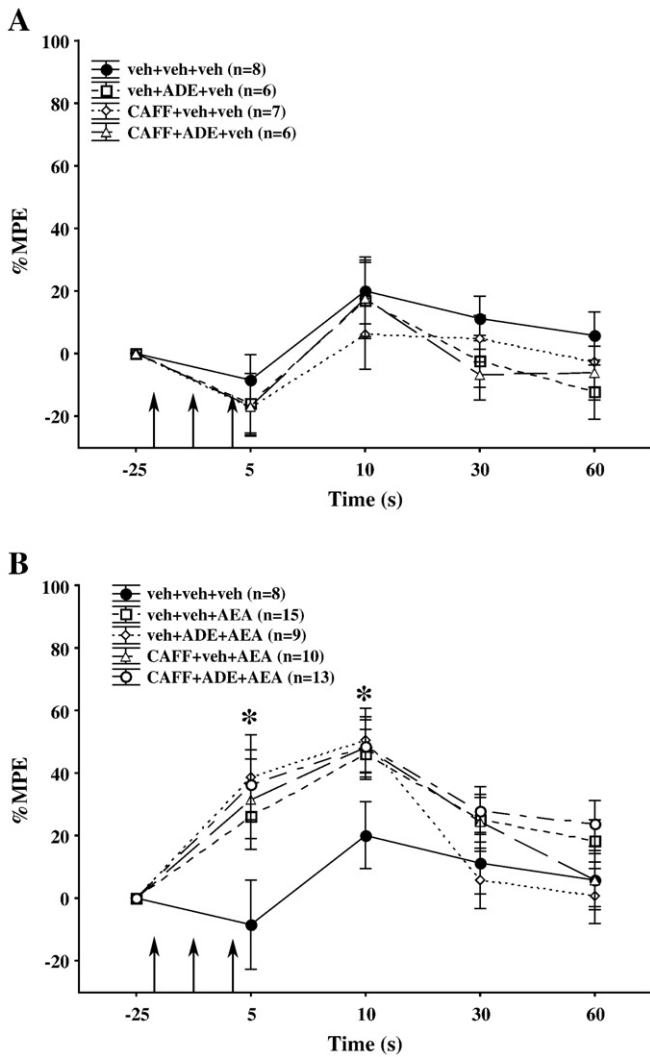 A
100
80
60
40
20
0
-20
%MPE
veh+veh+veh (n=8)
veh+ADE+veh (n=6)
CAFF+veh+veh (n=7)
CAFF+ADE+veh (n=6)
-25 5 10 30 60
Time (s)
B
100
80
60
40
20
0
-20
%MPE
veh+veh+veh (n=8)
veh+veh+AEA (n=15)
veh+ADE+AEA (n=9)
CAFF+veh+AEA (n=10)
CAFF+ADE+AEA (n=13)
* *
-25 5 10 30 60
Time (s)